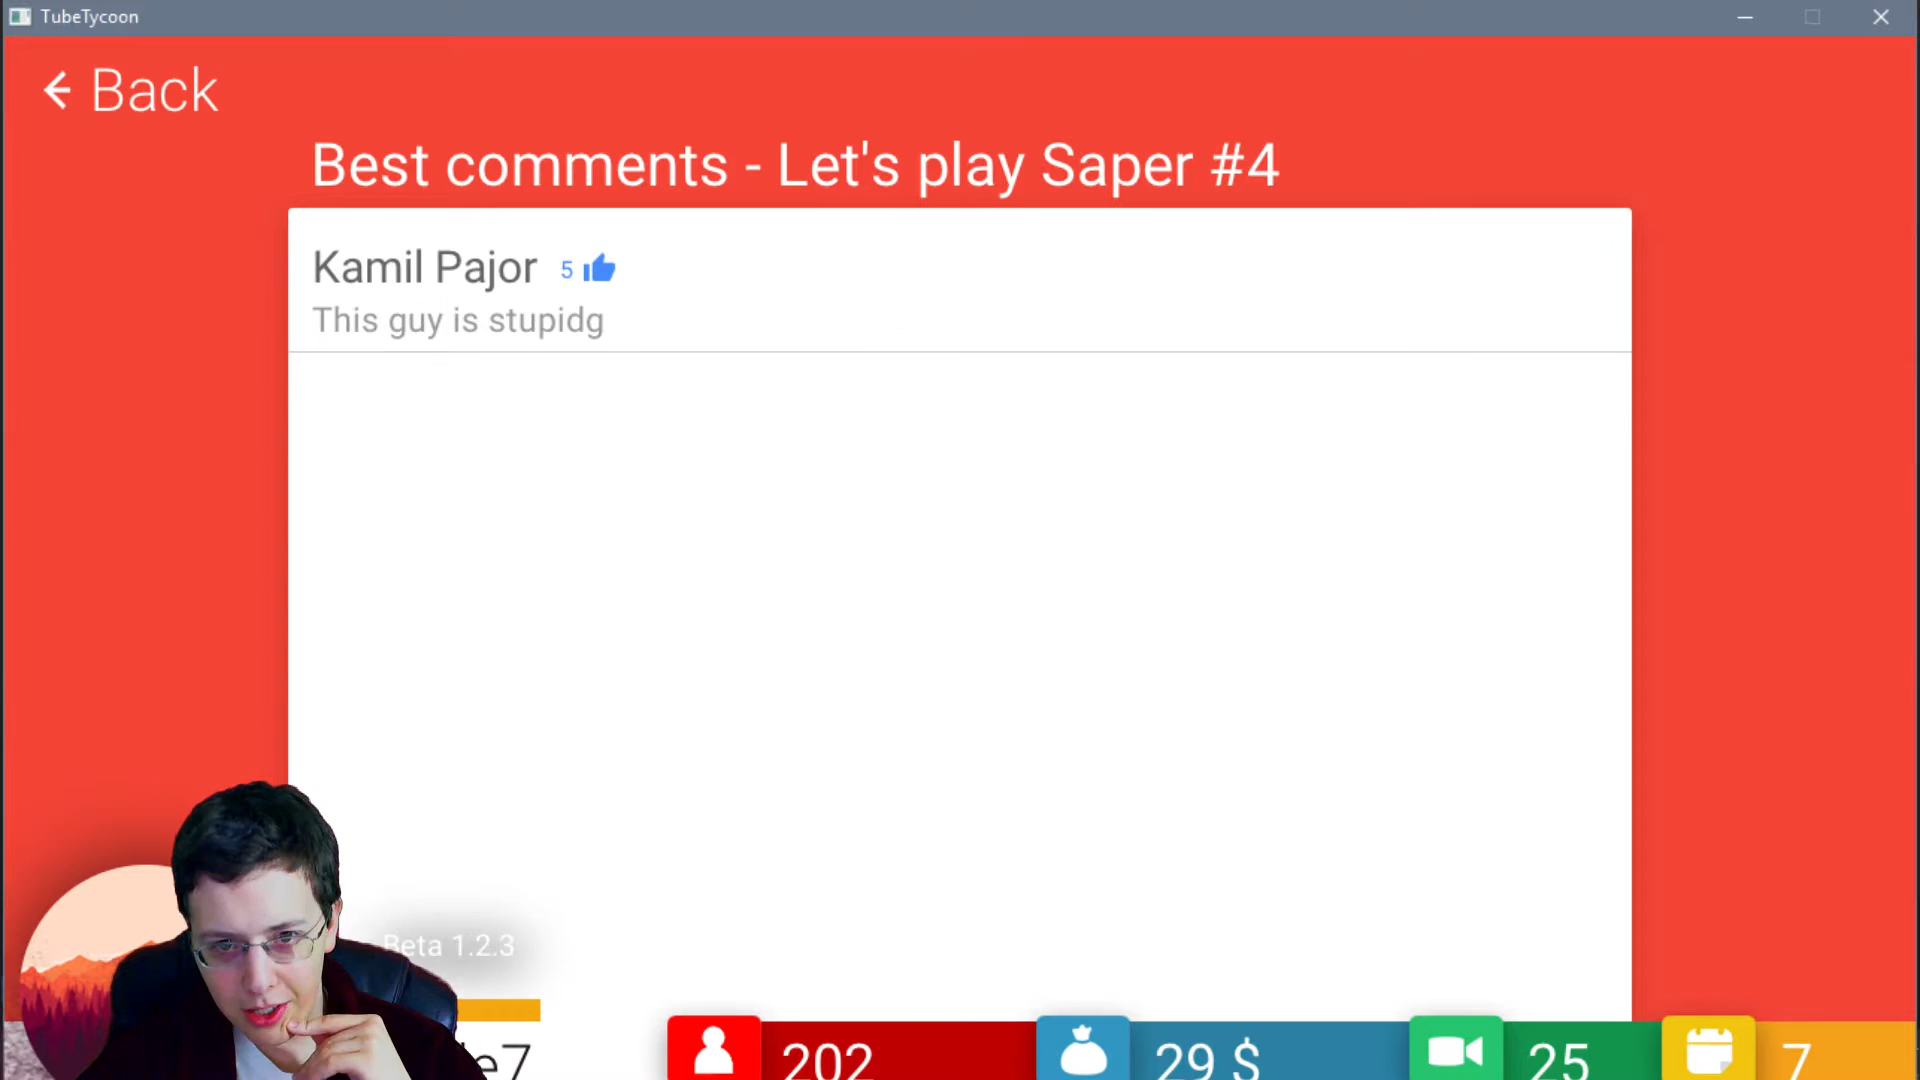 TubeTycoon
Back
Best comments - Let's play Saper #4
Kamil Pajor 5
This guy is stupidg
Beta 1.2.3
e7
202
29 $
25
7